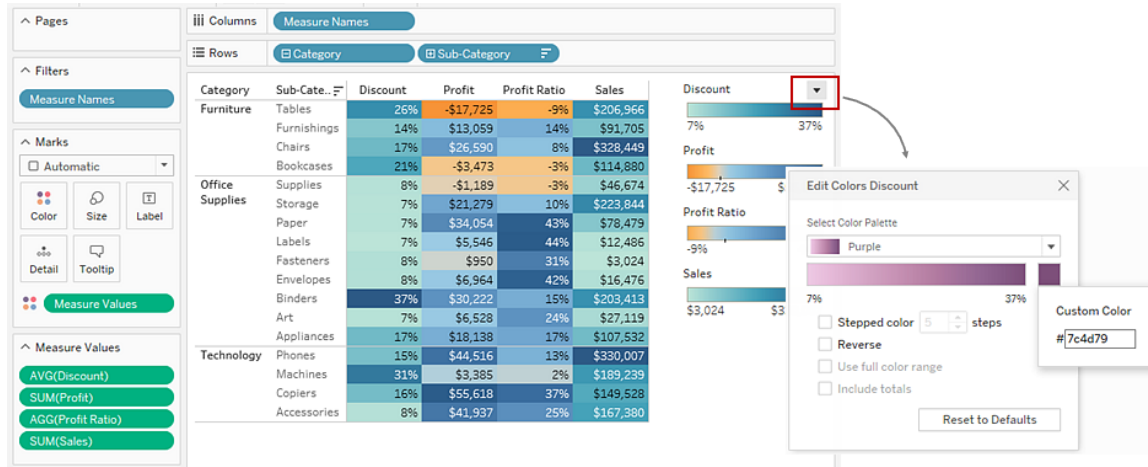 Pages
Columns
Measure Names
Rows
Category
Sub-Category
Filters
Measure Names
Marks
Automatic
Color
Size
Label
Detail
Tooltip
Measure Values
Measure Values
AVG(Discount)
SUM(Profit)
AGG(Profit Ratio)
SUM(Sales)
Category Sub-Cate.. Discount Profit Profit Ratio Sales
Furniture Tables 26% -$17,725 -9% $206,966
Furnishings 14% $13,059 14% $91,705
Chairs 17% $26,590 8% $328,449
Bookcases 21% -$3,473 -3% $114,880
Office Supplies 8% -$1,189 -3% $46,674
Supplies Storage 7% $21,279 10% $223,844
Paper 7% $34,054 43% $78,479
Labels 7% $5,546 44% $12,486
Fasteners 8% $950 31% $3,024
Envelopes 8% $6,964 42% $16,476
Binders 37% $30,222 15% $203,413
Art 7% $6,528 24% $27,119
Appliances 17% $18,138 17% $107,532
Technology Phones 15% $44,516 13% $330,007
Machines 31% $3,385 2% $189,239
Copiers 16% $55,618 37% $149,528
Accessories 8% $41,937 25% $167,380
Discount
7% 37%
Profit
-$17,725 $
Profit Ratio
-9%
Sales
$3,024 $3
Edit Colors Discount
Select Color Palette
Purple
7% 37%
Stepped color 5 steps
Reverse
Use full color range
Include totals
Reset to Defaults
Custom Color
# 7c4d79